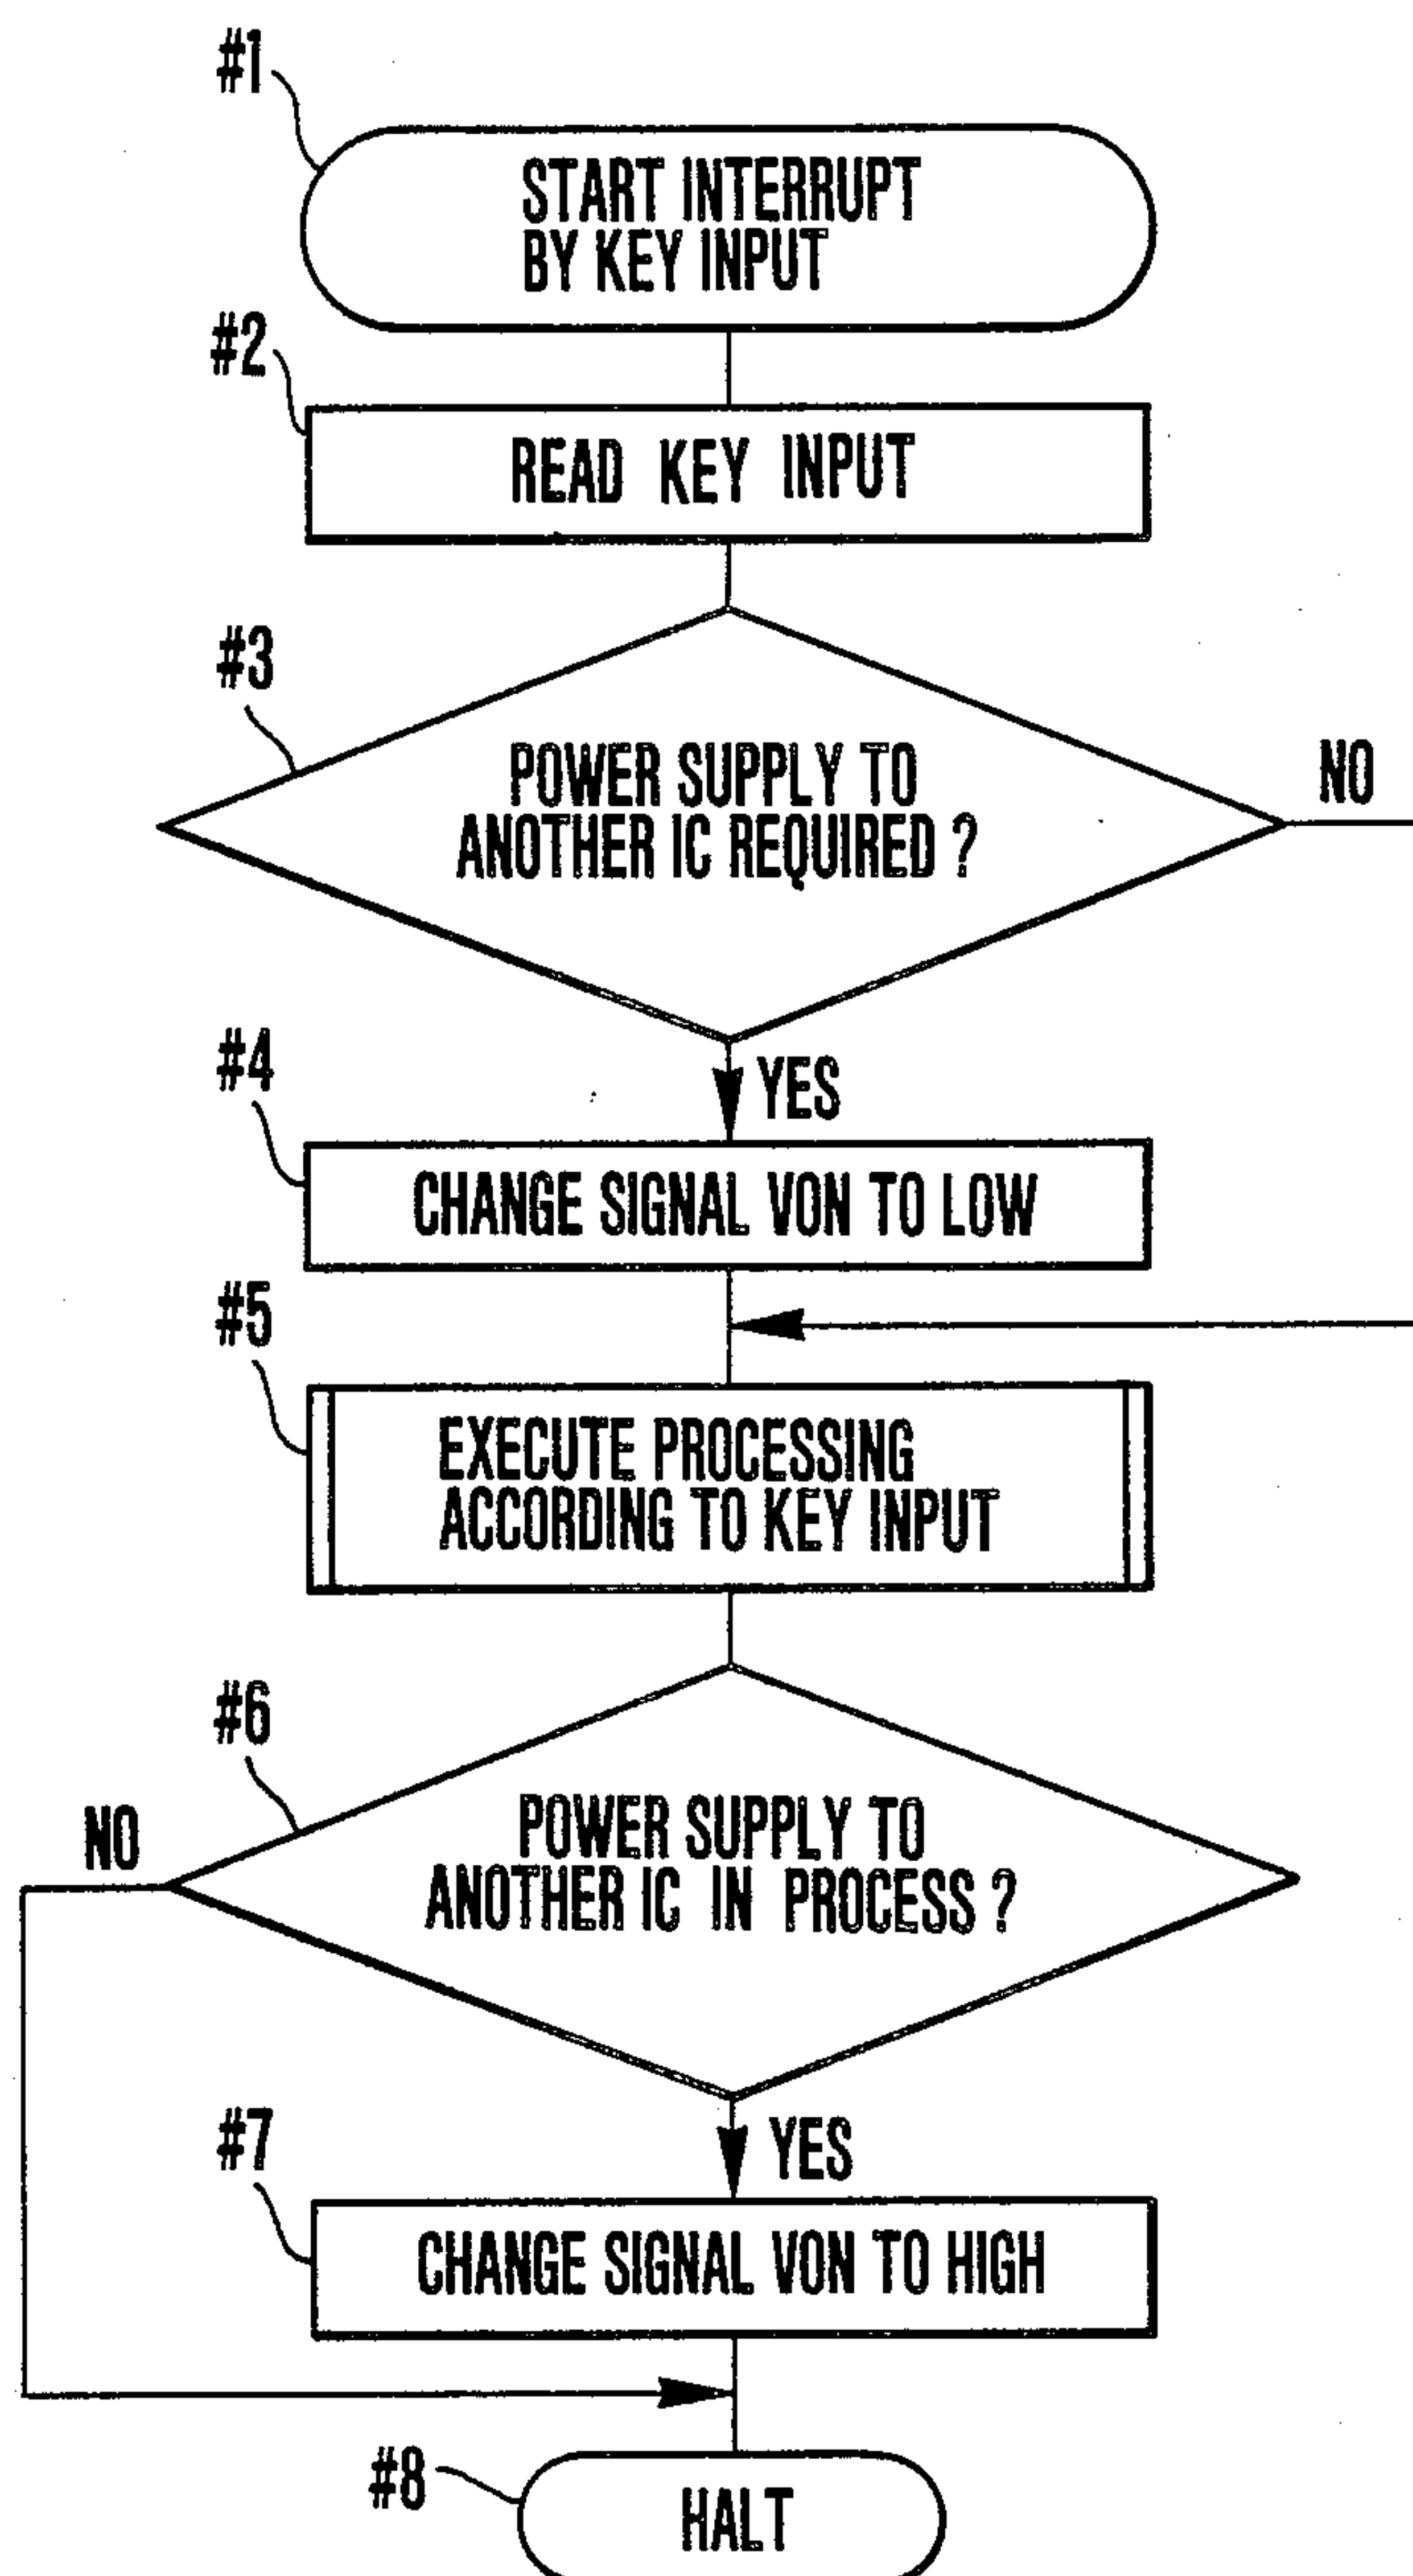 #1
START INTERRUPT
BY KEY INPUT
#2
READ KEY INPUT
#3
POWER SUPPLY TO
ANOTHER IC REQUIRED ?
NO
YES
#4
CHANGE SIGNAL VON TO LOW
#5
EXECUTE PROCESSING
ACCORDING TO KEY INPUT
#6
NO
POWER SUPPLY TO
ANOTHER IC IN PROCESS ?
YES
#7
CHANGE SIGNAL VON TO HIGH
#8
HALT